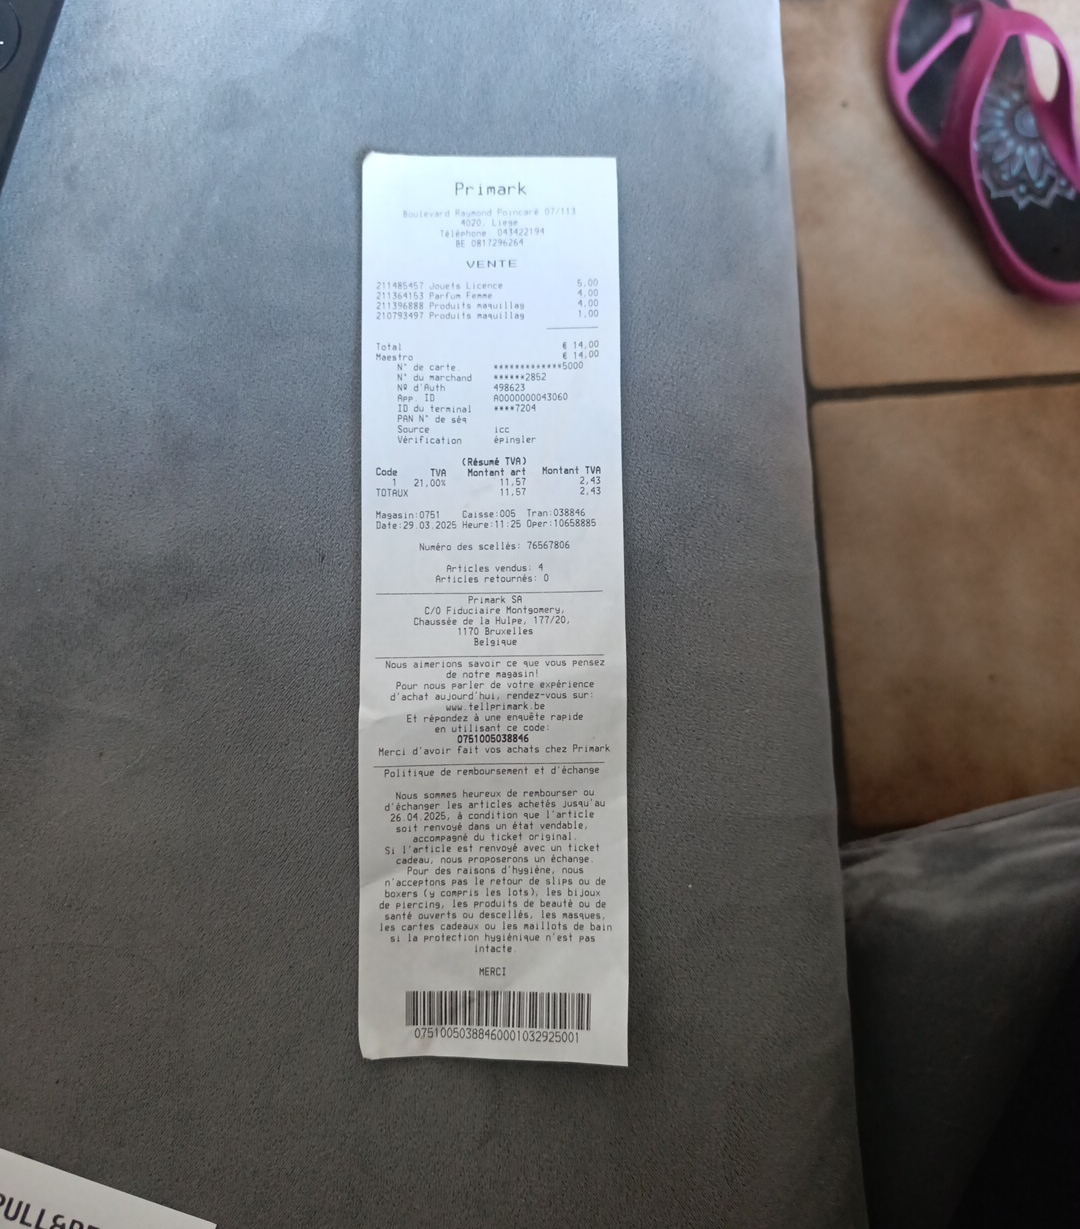 Primark
Boulevard Raymond Poincaré 07/113
4020, Liege
Téléphone 043422194
BE 0817296264
VENTE
211485457 Jouets Licence 5,00
211364153 Parfum Femme 4,00
211396888 Produits maquillag 4,00
210793497 Produits maquillag 1,00
Total € 14,00
Maestro € 14,00
N° de carte ************5000
N° du marchand ******2852
Nº d'Auth 498623
App. ID A0000000043060
ID du terminal ****7204
PAN N° de séq
Source icc
Vérification épingler
(Résumé TVA)
Code TVA Montant art Montant TVA
1 21,00% 11,57 2,43
TOTAUX 11,57 2,43
Magasin:0751 Caisse:005 Tran:038846
Date:29.03.2025 Heure:11:25 Oper:10658885
Numéro des scellés: 76567806
Articles vendus: 4
Articles retournés: 0
Primark SA
C/O Fiduciaire Montgomery,
Chaussée de la Hulpe, 177/20,
1170 Bruxelles
Belgique
Nous aimerions savoir ce que vous pensez
de notre magasin!
Pour nous parler de votre expérience
d'achat aujourd'hui, rendez-vous sur:
www.tellprimark.be
Et répondez à une enquête rapide
en utilisant ce code:
0751005038846
Merci d'avoir fait vos achats chez Primark
Politique de remboursement et d'échange
Nous sommes heureux de rembourser ou
d'échanger les articles achetés jusqu'au
26.04.2025, à condition que l'article
soit renvoyé dans un état vendable,
accompagné du ticket original.
Si l'article est renvoyé avec un ticket
cadeau, nous proposerons un échange.
Pour des raisons d'hygiène, nous
n'acceptons pas le retour de slips ou de
boxers (y compris les lots), les bijoux
de piercing, les produits de beauté ou de
santé ouverts ou descellés, les masques,
les cartes cadeaux ou les maillots de bain
si la protection hygiénique n'est pas
intacte.
MERCI
07510050388460001032925001